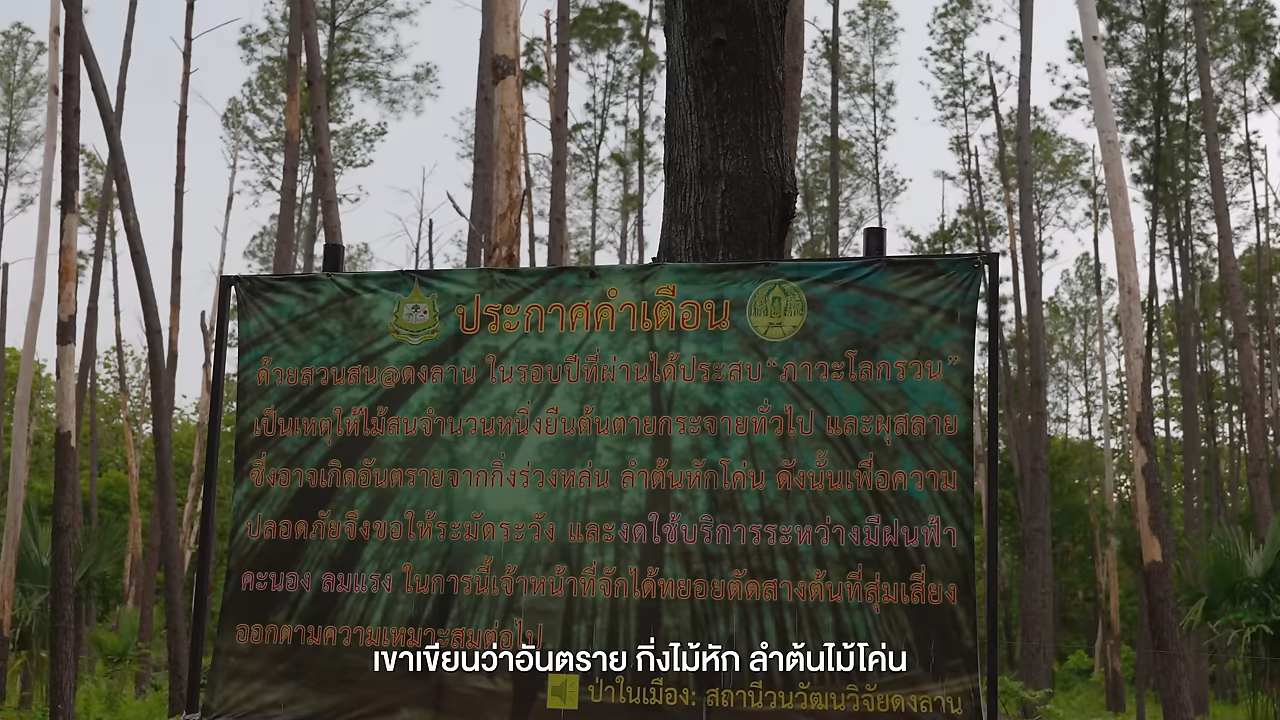 ประกาศคำเตือน
ด้วยสวนสน@ดงลาน ในรอบปีที่ผ่านได้ประสบ“ภาวะโลกรวน”
เป็นเหตุให้ไม้สนจำนวนหนึ่งยืนต้นตายกระจายทั่วไป และผุสลาย
ซึ่งอาจเกิดอันตรายจากกิ่งร่วงหล่น ลำต้นหักโค่น ดังนั้นเพื่อความ
ปลอดภัยจึงขอให้ระมัดระวัง และงดใช้บริการระหว่างมีฝนฟ้า
คะนอง ลมแรง ในการนี้เจ้าหน้าที่จักได้ทยอยตัดสางต้นที่สุ่มเสี่ยง
ออกตามความเหมาะสมต่อไป
เขาเขียนว่าอันตราย กิ่งไม้หัก ลำต้นไม้โค่น
ป่าในเมือง: สถานีวนวัฒนวิจัยดงลาน